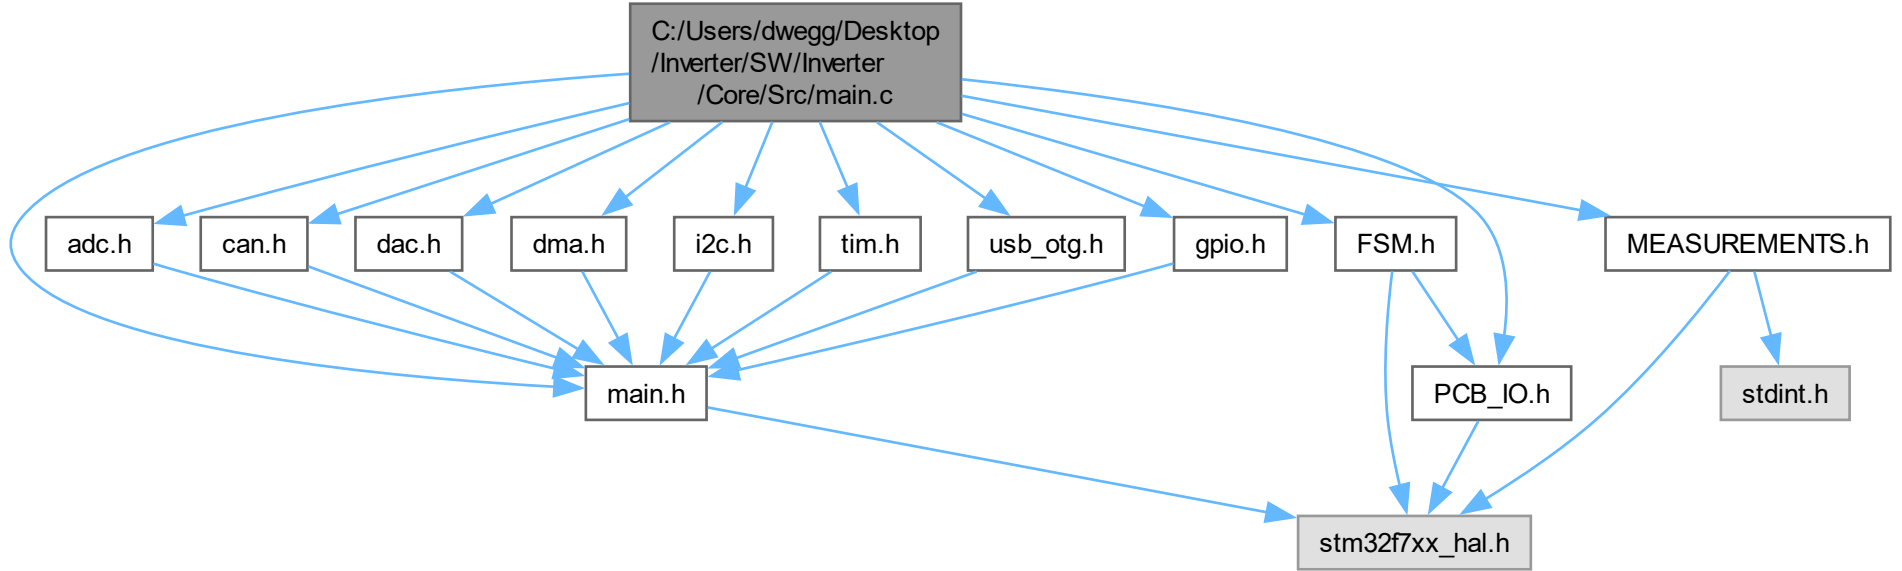 C:/Users/dwegg/Desktop
/Inverter/SW/Inverter
/Core/Src/main.c
adc.h
can.h
dac.h
dma.h
i2c.h
tim.h
usb_otg.h
gpio.h
FSM.h
MEASUREMENTS.h
main.h
PCB_IO.h
stdint.h
stm32f7xx_hal.h